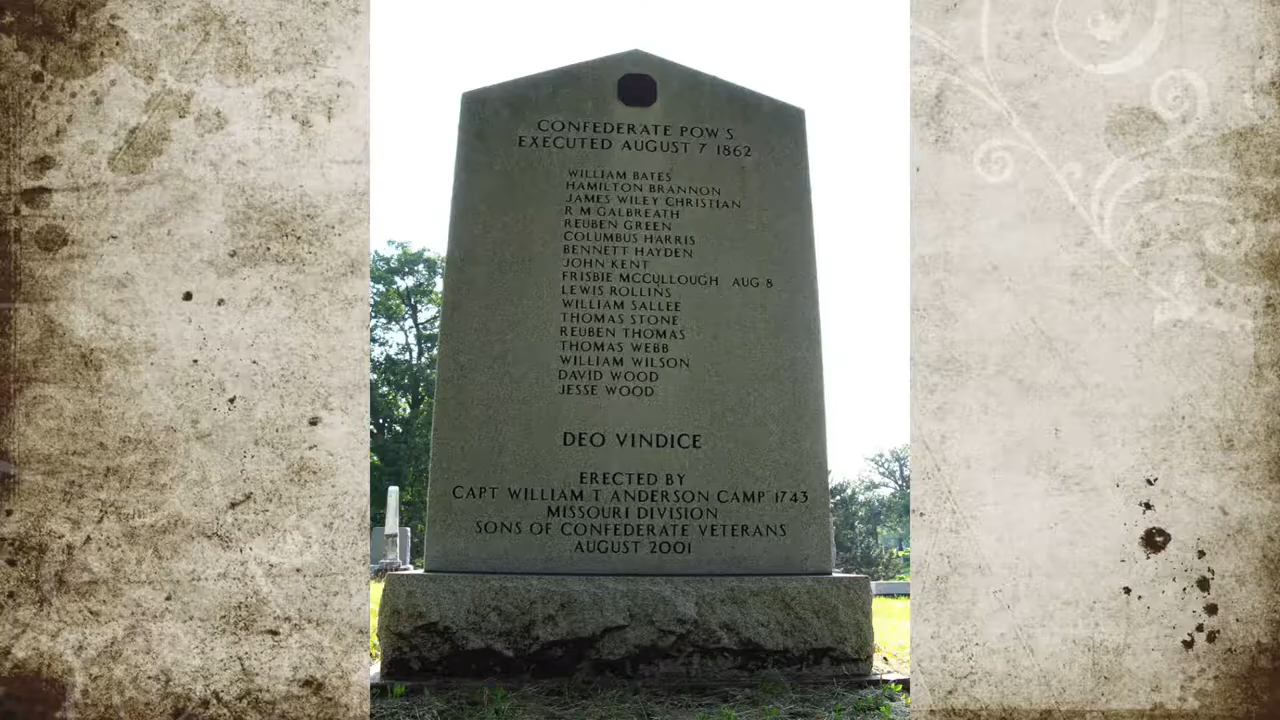 CONFEDERATE POW'S
EXECUTED AUGUST 7 1862
WILLIAM BATES
HAMILTON BRANNON
JAMES WILEY CHRISTIAN
R M GALBREATH
REUBEN GREEN
COLUMBUS HARRIS
BENNETT HAYDEN
JOHN KENT
FRISBIE MCCULLOUGH AUG 8
LEWIS ROLLINS
WILLIAM SALLEE
THOMAS STONE
REUBEN THOMAS
THOMAS WEBB
WILLIAM WILSON
DAVID WOOD
JESSE WOOD
DEO VINDICE
ERECTED BY
CAPT WILLIAM T ANDERSON CAMP 1743
MISSOURI DIVISION
SONS OF CONFEDERATE VETERANS
AUGUST 2001